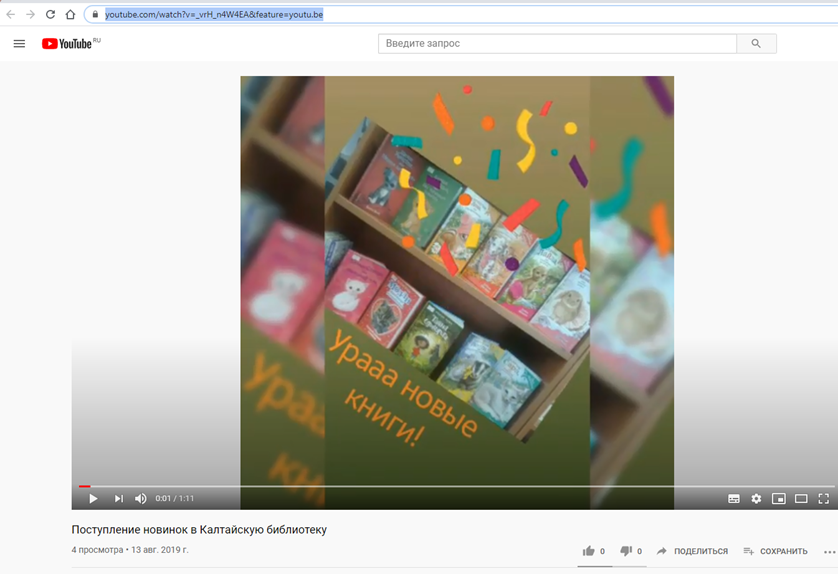 youtube.com/watch?v=_vrH_n4W4EA&feature=youtu.be
YouTube RU
Введите запрос
Урааа новые
книги!
0:01 / 1:11
Поступление новинок в Калтайскую библиотеку
4 просмотра • 13 авг. 2019 г.
0
0
ПОДЕЛИТЬСЯ
СОХРАНИТЬ